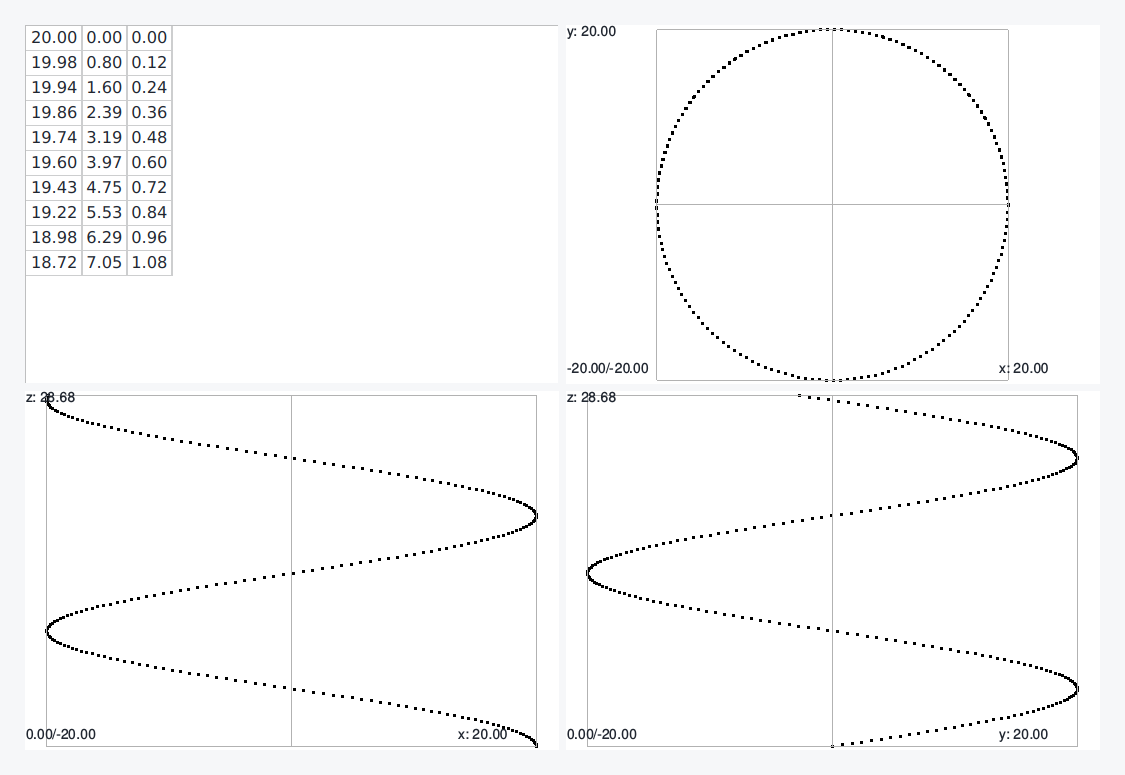 20.00 0.00 0.00
19.98 0.80 0.12
19.94 1.60 0.24
19.86 2.39 0.36
19.74 3.19 0.48
19.60 3.97 0.60
19.43 4.75 0.72
19.22 5.53 0.84
18.98 6.29 0.96
18.72 7.05 1.08
y: 20.00
-20.00/-20.00
x: 20.00
z: 28.68
0.00/-20.00
x: 20.00
z: 28.68
0.00/-20.00
y: 20.00